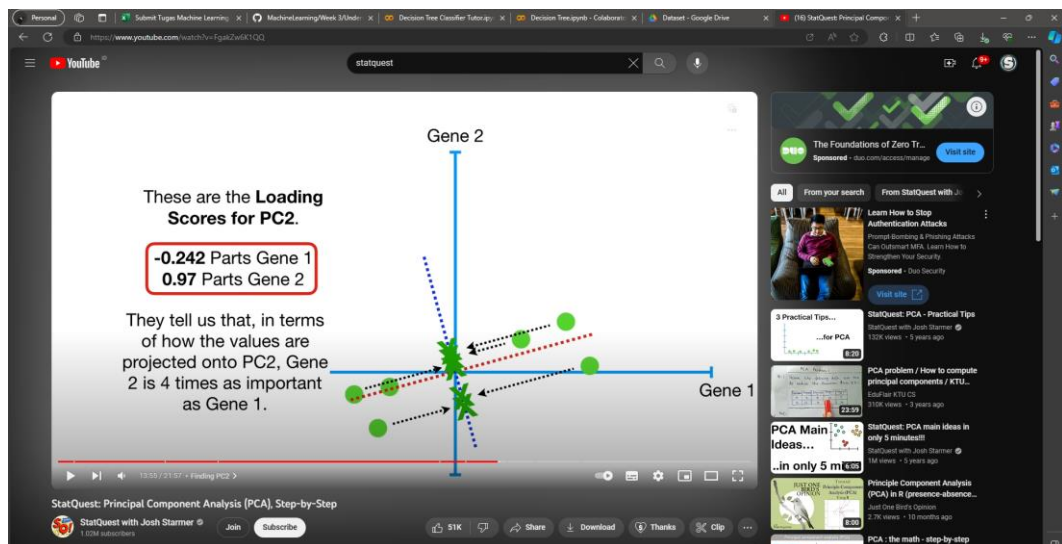 Personal
Submit Tugas Machine Learning
MachineLearning/Week 3/Under
Decision Tree Classifier Tutor.ipy
Decision Tree.ipynb - Colaborato
Dataset - Google Drive
(16) StatQuest: Principal Compon
https://www.youtube.com/watch?v=FgakZw6K1QQ
YouTube
statquest
9+
S
Gene 2
These are the Loading
Scores for PC2.
-0.242 Parts Gene 1
0.97 Parts Gene 2
They tell us that, in terms
of how the values are
projected onto PC2, Gene
2 is 4 times as important
as Gene 1.
Gene 1
13:55 / 21:57 • Finding PC2 >
StatQuest: Principal Component Analysis (PCA), Step-by-Step
StatQuest with Josh Starmer
1.02M subscribers
Join
Subscribe
51K
Share
Download
Thanks
Clip
The Foundations of Zero Tr...
Sponsored • duo.com/access/manage
Visit site
All
From your search
From StatQuest with Jo
Learn How to Stop
Authentication Attacks
Prompt-Bombing & Phishing Attacks
Can Outsmart MFA. Learn How to
Strengthen Your Security.
Sponsored • Duo Security
Visit site
3 Practical Tips...
...for PCA
8:20
StatQuest: PCA - Practical Tips
StatQuest with Josh Starmer
132K views • 5 years ago
23:59
PCA problem / How to compute
principal components / KTU...
EduFlair KTU CS
310K views • 3 years ago
PCA Main
Ideas...
..in only 5 mi
6:05
StatQuest: PCA main ideas in
only 5 minutes!!!
StatQuest with Josh Starmer
1M views • 5 years ago
JUST ONE
BIRD'S
OPINION
8:00
Principle Component Analysis
(PCA) in R (presence-absence...
Just One Bird's Opinion
2.7K views • 10 months ago
PCA : the math - step-by-step